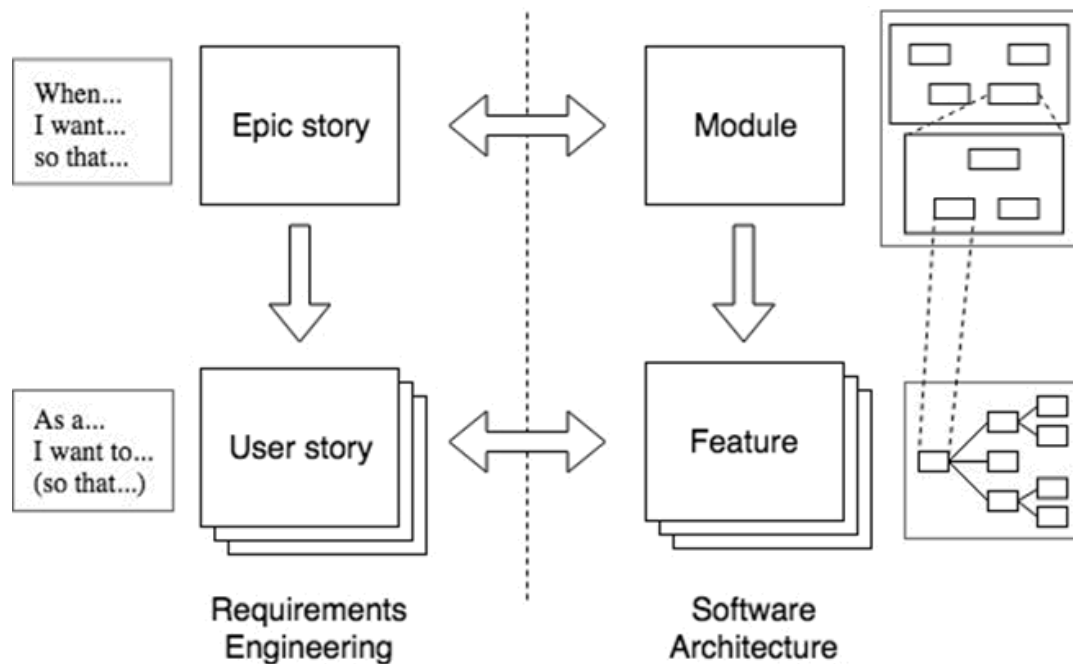 When...
I want...
so that...
Epic story
Module
As a...
I want to...
(so that...)
User story
Feature
Requirements
Engineering
Software
Architecture